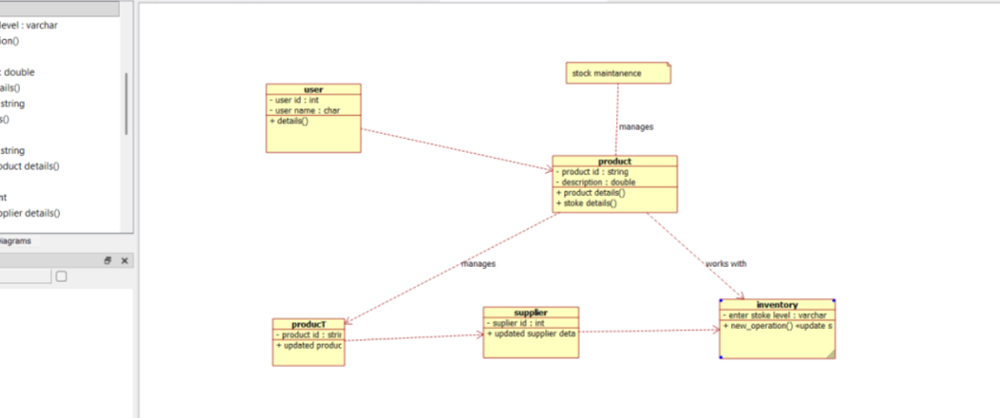 level : varchar
ion()
: double
ails()
string
s()
string
oduct details()
nt
pplier details()
iagrams
stock maintanence
user
- user id : int
- user name : char
+ details()
manages
product
- product id : string
- description : double
+ product details()
+ stoke details()
manages
works with
inventory
- enter stoke level : varchar
+ new_operation() «update s
supplier
- suplier id : int
+ updated supplier deta
producT
- product id : strin
+ updated produc